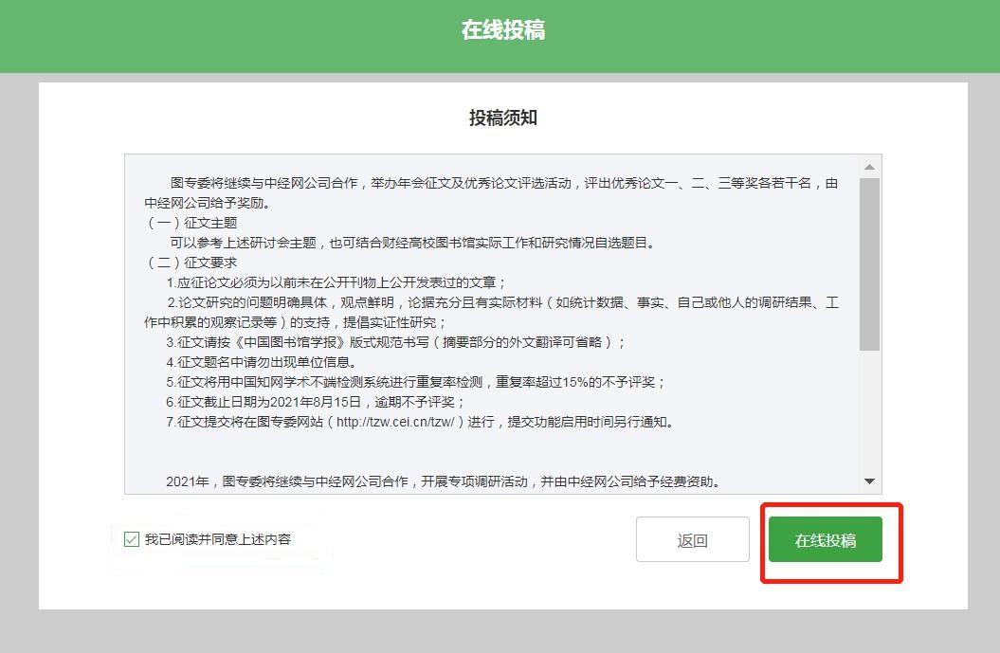 在线投稿
投稿须知
图专委将继续与中经网公司合作，举办年会征文及优秀论文评选活动，评出优秀论文一、二、三等奖各若干名，由
中经网公司给予奖励。
（一）征文主题
可以参考上述研讨会主题，也可结合财经高校图书馆实际工作和研究情况自选题目。
（二）征文要求
1.应征论文必须为以前未在公开刊物上公开发表过的文章；
2.论文研究的问题明确具体，观点鲜明，论据充分且有实际材料（如统计数据、事实、自己或他人的调研结果、工
作中积累的观察记录等）的支持，提倡实证性研究；
3.征文请按《中国图书馆学报》版式规范书写（摘要部分的外文翻译可省略）；
4.征文题名中请勿出现单位信息。
5.征文将用中国知网学术不端检测系统进行重复率检测，重复率超过15%的不予评奖；
6.征文截止日期为2021年8月15日，逾期不予评奖；
7.征文提交将在图专委网站（http://tzw.cei.cn/tzw/）进行，提交功能启用时间另行通知。
2021年，图专委将继续与中经网公司合作，开展专项调研活动，并由中经网公司给予经费资助。
我已阅读并同意上述内容
返回
在线投稿